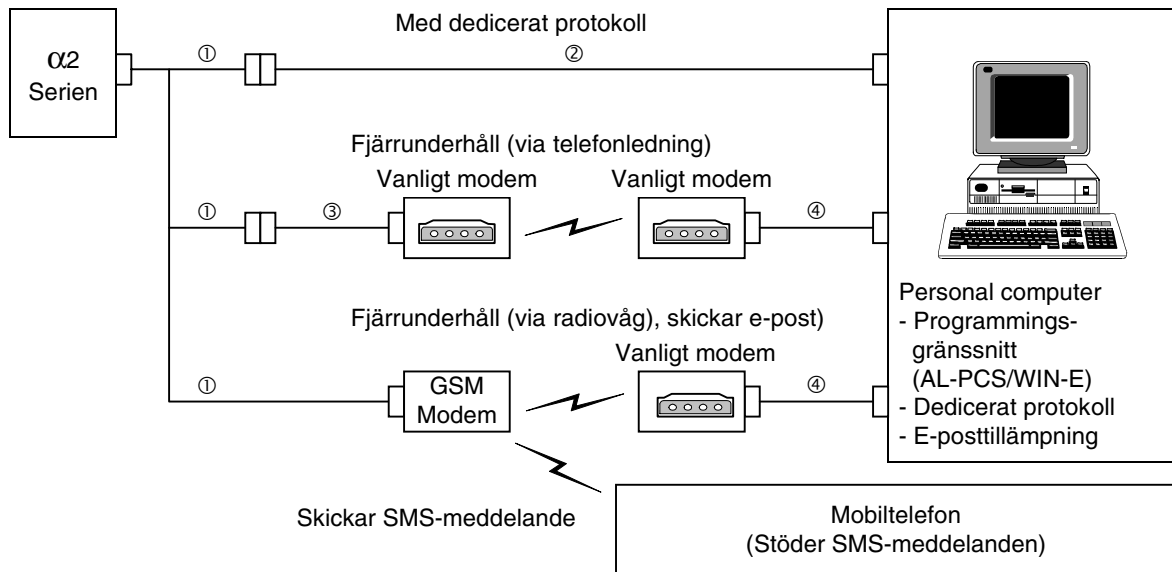 Med dedicerat protokoll
α2
Serien
① ②
Fjärrunderhåll (via telefonledning)
Vanligt modem Vanligt modem
① ③ ④
Fjärrunderhåll (via radiovåg), skickar e-post)
Vanligt modem
① GSM
Modem
④
Personal computer
- Programmings-
gränssnitt
(AL-PCS/WIN-E)
- Dedicerat protokoll
- E-posttillämpning
Skickar SMS-meddelande
Mobiltelefon
(Stöder SMS-meddelanden)